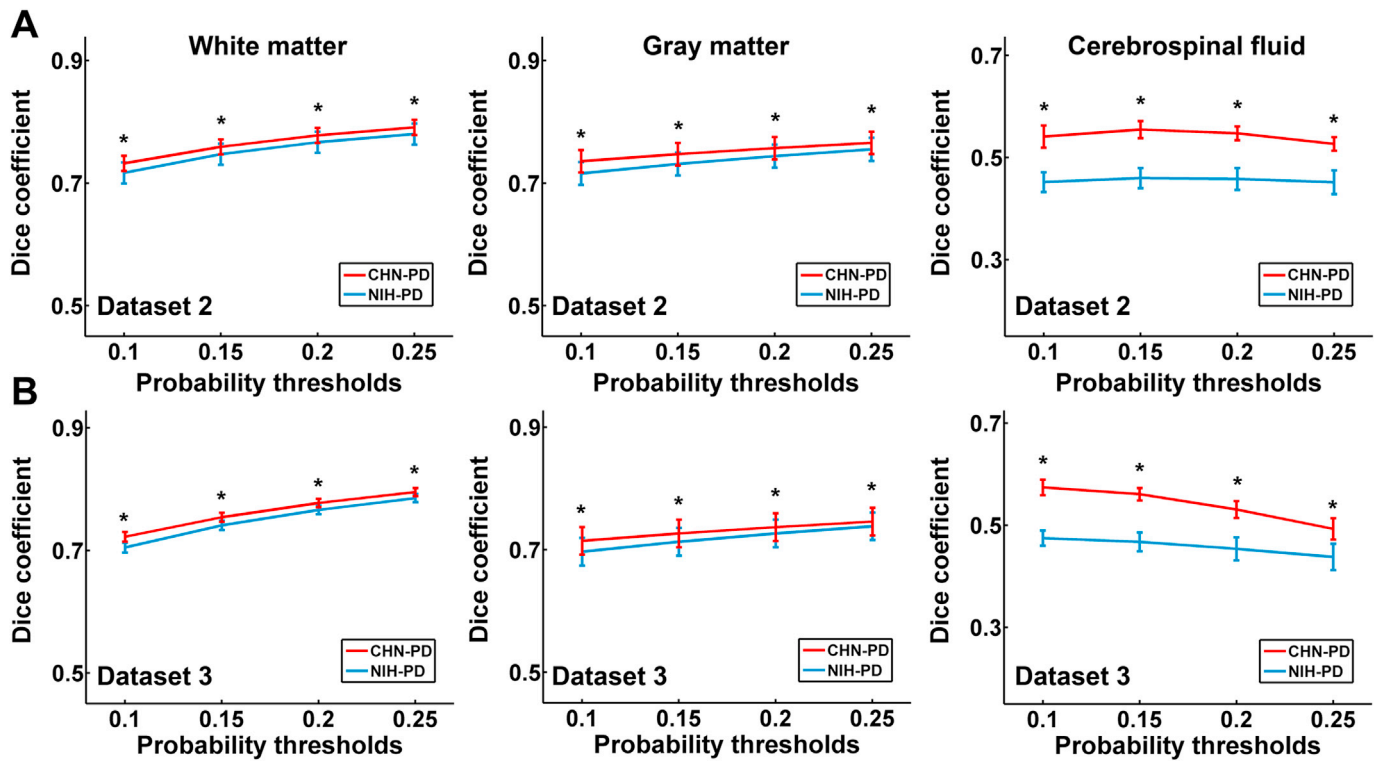 A
White matter
Gray matter
Cerebrospinal fluid
Dice coefficient
0.9
0.7
0.5
*
*
*
*
CHN-PD
NIH-PD
Dataset 2
0.1 0.15 0.2 0.25
Probability thresholds
Dice coefficient
0.9
0.7
0.5
*
*
*
*
CHN-PD
NIH-PD
Dataset 2
0.1 0.15 0.2 0.25
Probability thresholds
Dice coefficient
0.7
0.5
0.3
*
*
*
*
CHN-PD
NIH-PD
Dataset 2
0.1 0.15 0.2 0.25
Probability thresholds
B
Dice coefficient
0.9
0.7
0.5
*
*
*
*
CHN-PD
NIH-PD
Dataset 3
0.1 0.15 0.2 0.25
Probability thresholds
Dice coefficient
0.9
0.7
0.5
*
*
*
*
CHN-PD
NIH-PD
Dataset 3
0.1 0.15 0.2 0.25
Probability thresholds
Dice coefficient
0.7
0.5
0.3
*
*
*
*
CHN-PD
NIH-PD
Dataset 3
0.1 0.15 0.2 0.25
Probability thresholds